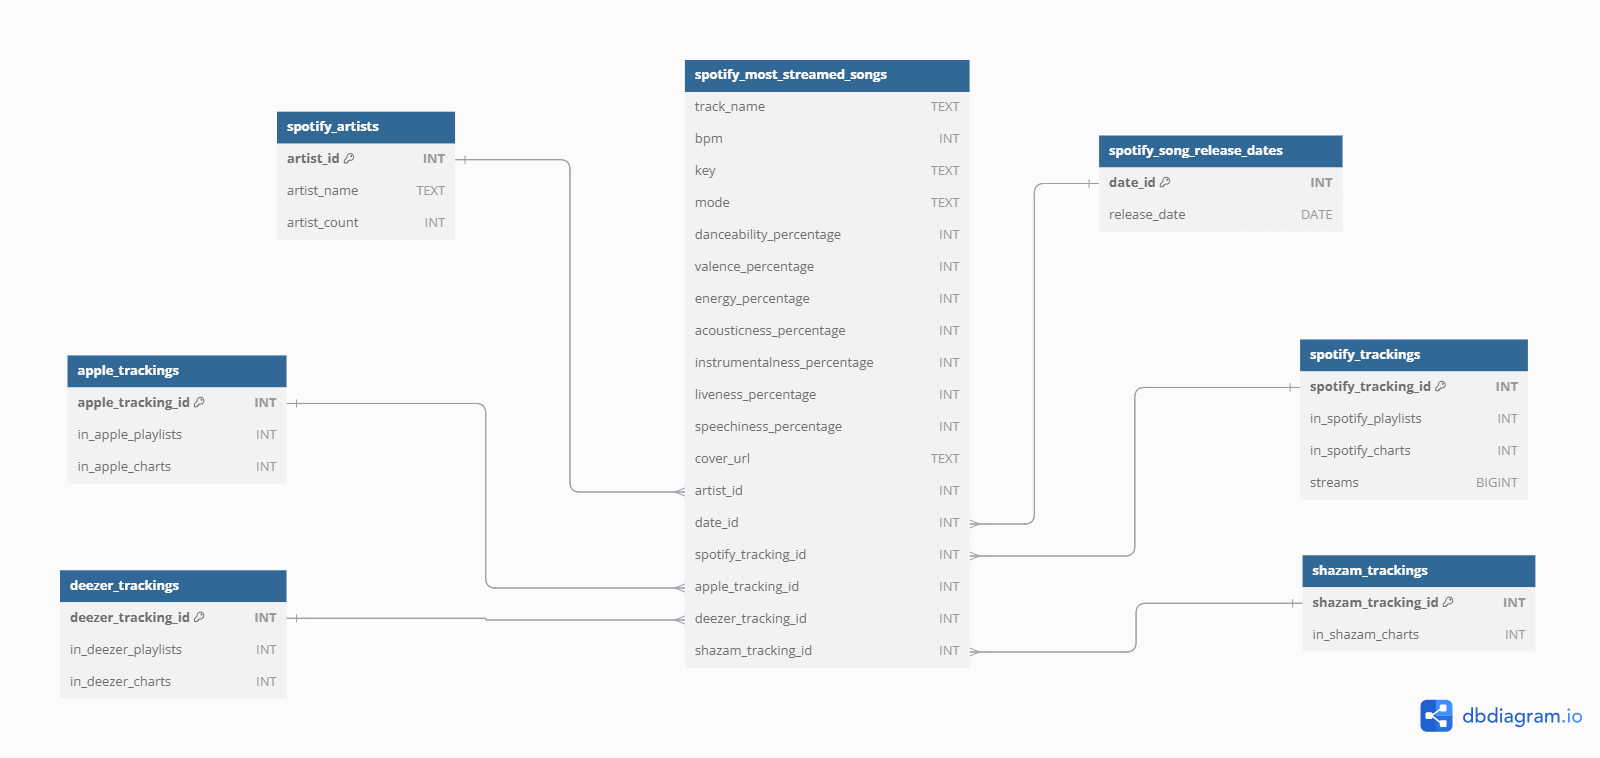 spotify_most_streamed_songs
track_name TEXT
bpm INT
key TEXT
mode TEXT
danceability_percentage INT
valence_percentage INT
energy_percentage INT
acousticness_percentage INT
instrumentalness_percentage INT
liveness_percentage INT
speechiness_percentage INT
cover_url TEXT
artist_id INT
date_id INT
spotify_tracking_id INT
apple_tracking_id INT
deezer_tracking_id INT
shazam_tracking_id INT
spotify_artists
artist_id INT
artist_name TEXT
artist_count INT
apple_trackings
apple_tracking_id INT
in_apple_playlists INT
in_apple_charts INT
deezer_trackings
deezer_tracking_id INT
in_deezer_playlists INT
in_deezer_charts INT
spotify_song_release_dates
date_id INT
release_date DATE
spotify_trackings
spotify_tracking_id INT
in_spotify_playlists INT
in_spotify_charts INT
streams BIGINT
shazam_trackings
shazam_tracking_id INT
in_shazam_charts INT
dbdiagram.io